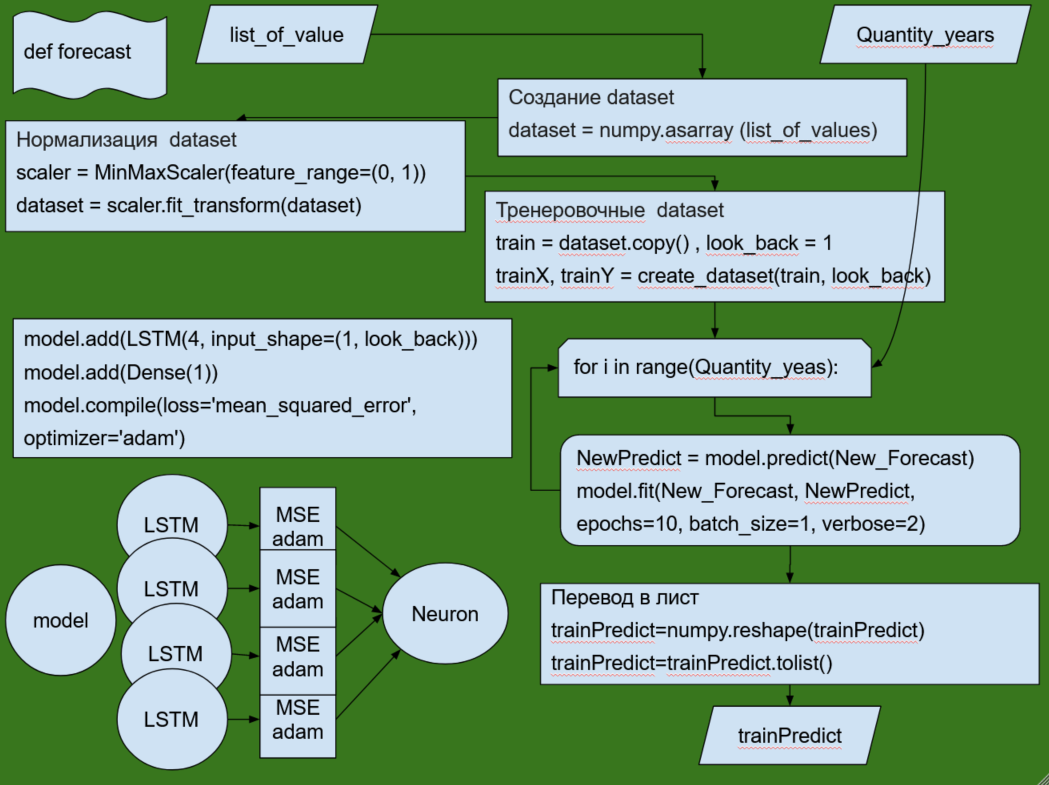 def forecast
list_of_value
Quantity_years
Создание dataset
dataset = numpy.asarray (list_of_values)
Нормализация dataset
scaler = MinMaxScaler(feature_range=(0, 1))
dataset = scaler.fit_transform(dataset)
Тренеровочные dataset
train = dataset.copy() , look_back = 1
trainX, trainY = create_dataset(train, look_back)
model.add(LSTM(4, input_shape=(1, look_back)))
model.add(Dense(1))
model.compile(loss='mean_squared_error',
optimizer='adam')
for i in range(Quantity_yeas):
NewPredict = model.predict(New_Forecast)
model.fit(New_Forecast, NewPredict,
epochs=10, batch_size=1, verbose=2)
model
LSTM
LSTM
LSTM
LSTM
MSE
adam
MSE
adam
MSE
adam
MSE
adam
Neuron
Перевод в лист
trainPredict=numpy.reshape(trainPredict)
trainPredict=trainPredict.tolist()
trainPredict